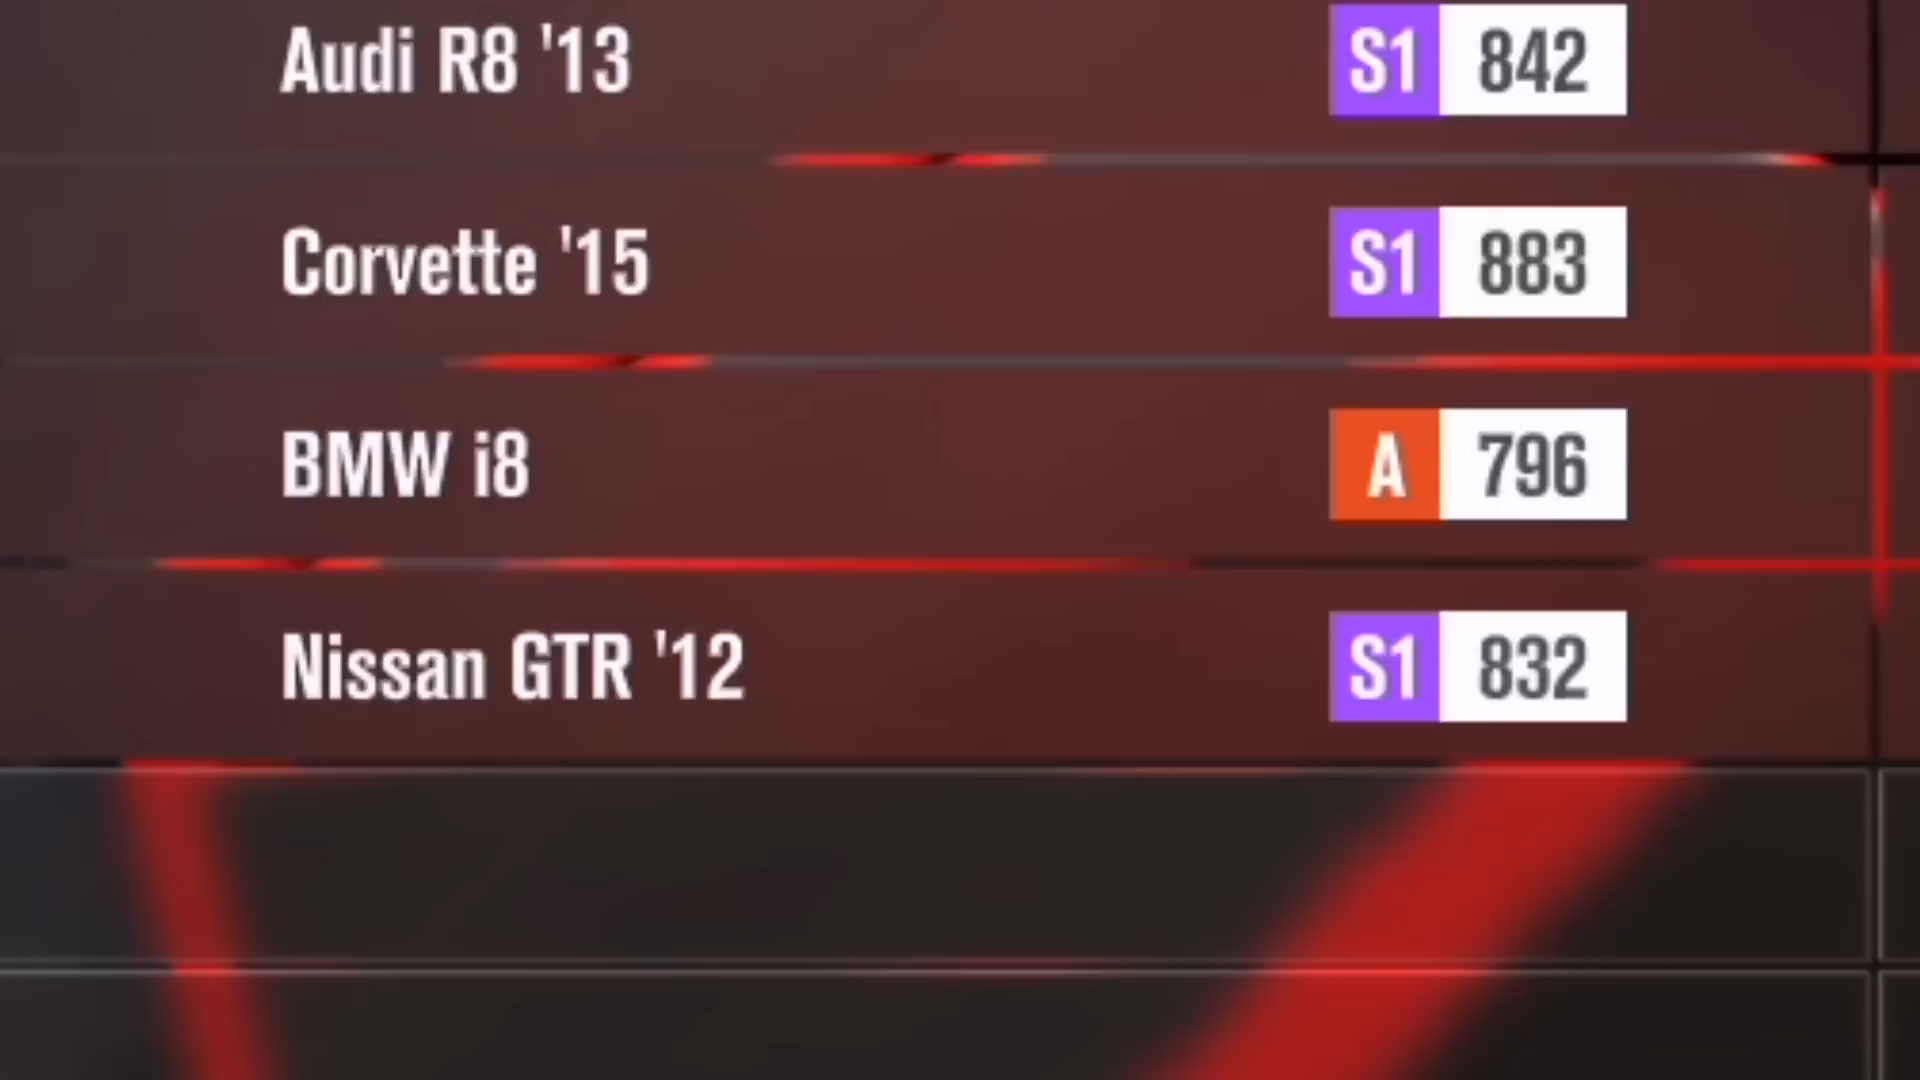 Audi R8 '13 S1 842
Corvette '15 S1 883
BMW i8 A 796
Nissan GTR '12 S1 832